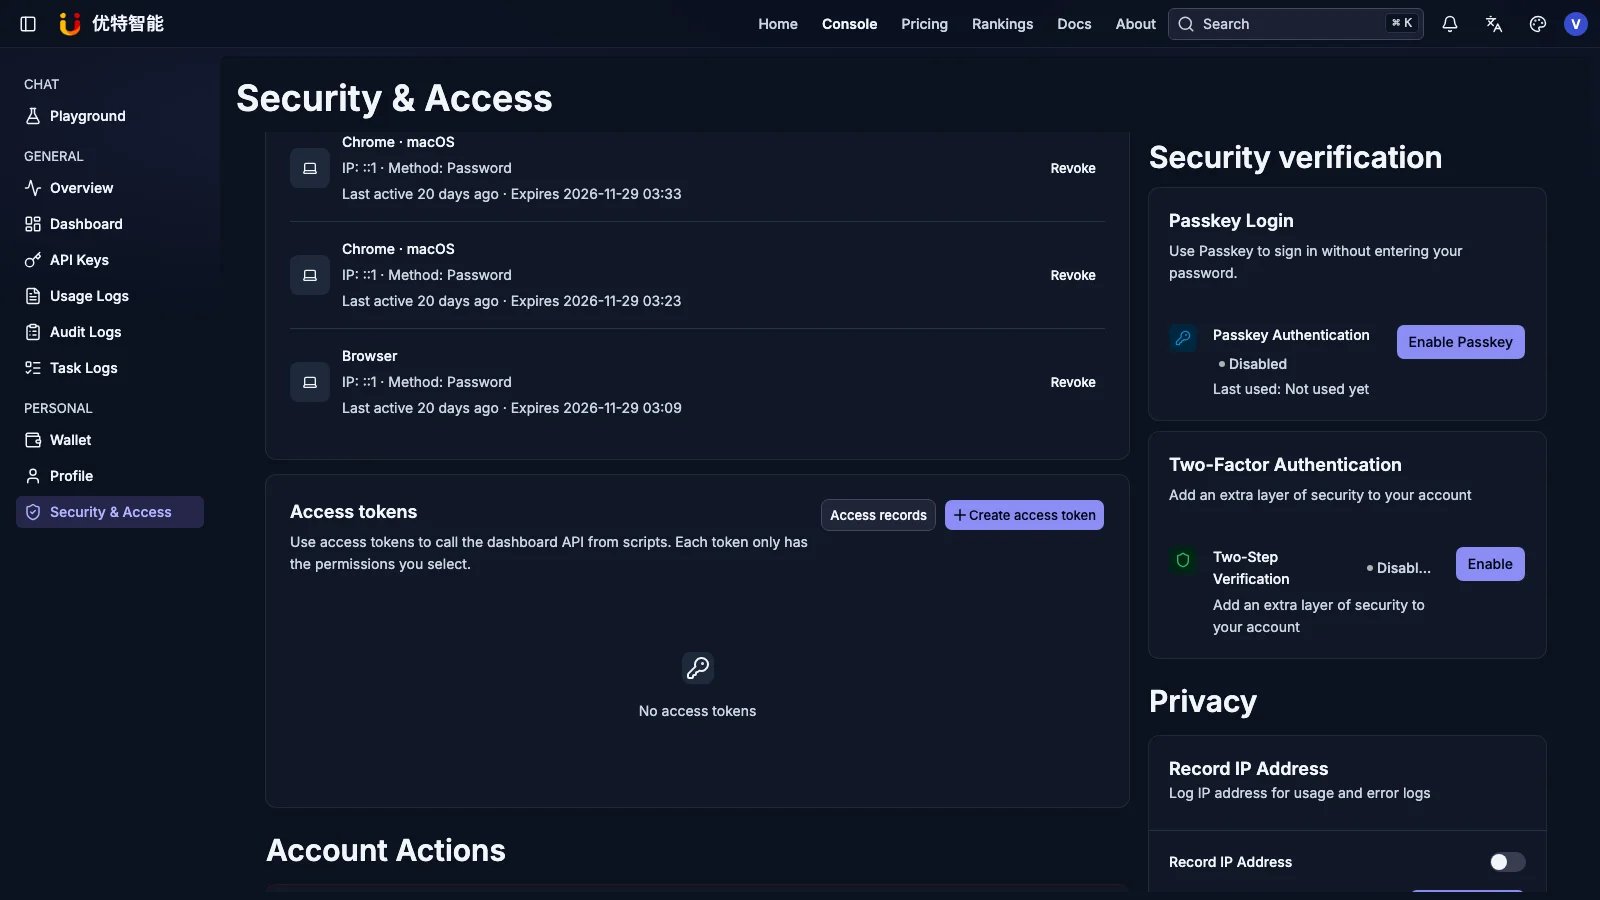 优特智能
Home
Console
Pricing
Rankings
Docs
About
Search
⌘ K
V
CHAT
Playground
GENERAL
Overview
Dashboard
API Keys
Usage Logs
Audit Logs
Task Logs
PERSONAL
Wallet
Profile
Security & Access
Security & Access
Chrome · macOS
IP: ::1 · Method: Password
Last active 20 days ago · Expires 2026-11-29 03:33
Revoke
Chrome · macOS
IP: ::1 · Method: Password
Last active 20 days ago · Expires 2026-11-29 03:23
Revoke
Browser
IP: ::1 · Method: Password
Last active 20 days ago · Expires 2026-11-29 03:09
Revoke
Access tokens
Use access tokens to call the dashboard API from scripts. Each token only has
the permissions you select.
Access records
Create access token
No access tokens
Account Actions
Security verification
Passkey Login
Use Passkey to sign in without entering your
password.
Passkey Authentication
• Disabled
Last used: Not used yet
Enable Passkey
Two-Factor Authentication
Add an extra layer of security to your account
Two-Step
Verification
• Disabl...
Add an extra layer of security to
your account
Enable
Privacy
Record IP Address
Log IP address for usage and error logs
Record IP Address